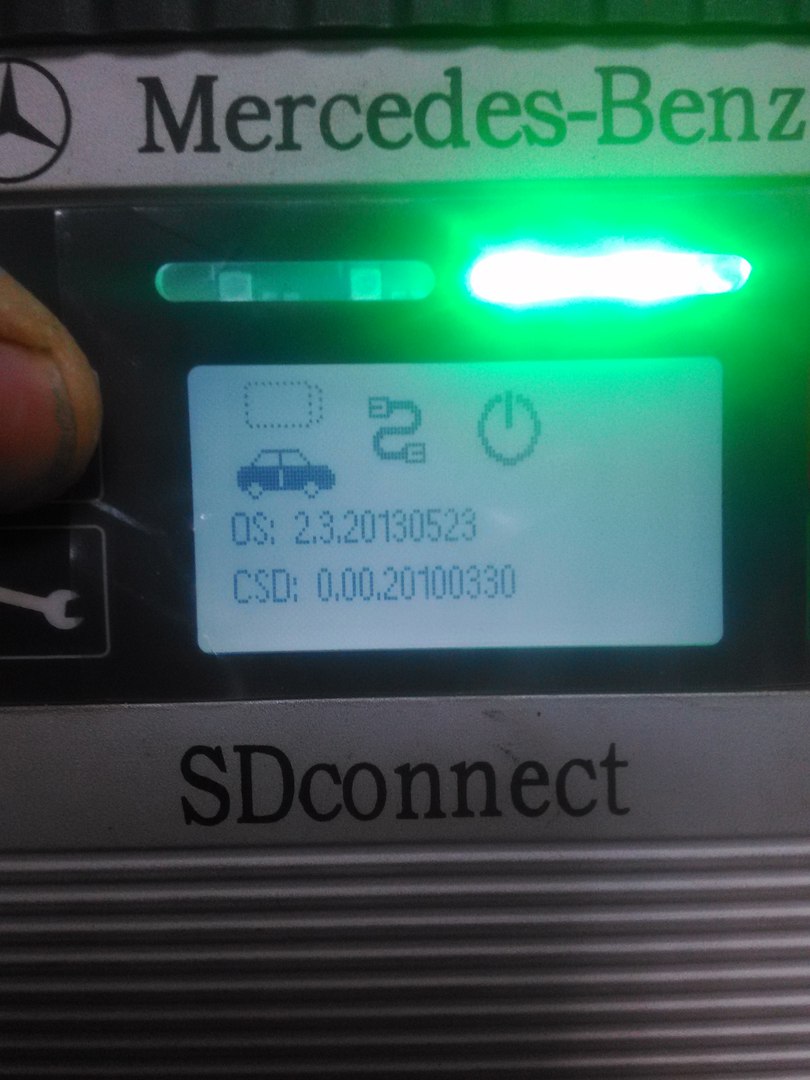 Mercedes-Benz
OS: 2.3.20130523
CSD: 0.00.20100330
SDconnect